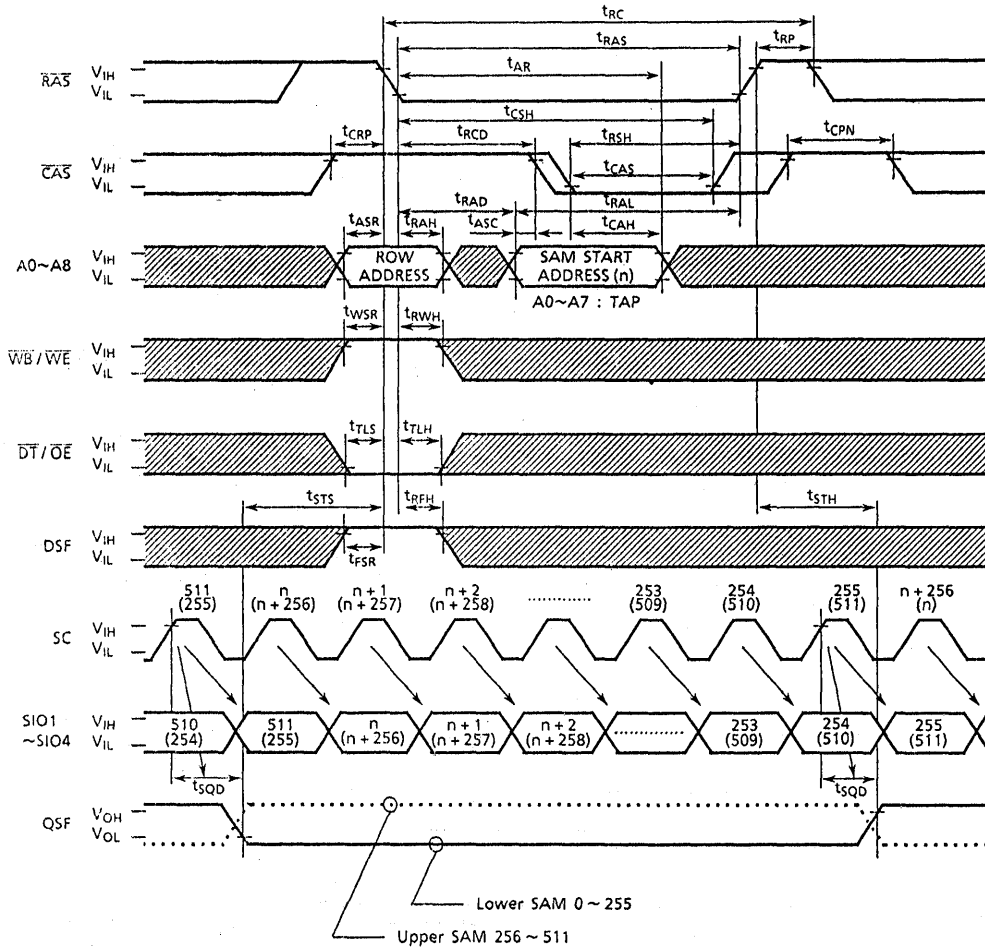 tRC
tRAS
tRP
tAR
RAS
VIH
VIL
tCSH
tCRP
tRCD
tRSH
tCPN
CAS
VIH
VIL
tCAS
tRAD
tRAL
tASR
tRAH
tASC
tCAH
A0~A8
VIH
VIL
ROW
ADDRESS
SAM START
ADDRESS (n)
A0~A7 : TAP
tWSR
tRWH
WB / WE
VIH
VIL
tTLS
tTLH
DT / OE
VIH
VIL
tSTS
tRFH
tSTH
DSF
VIH
VIL
tFSR
511
(255)
n
(n + 256)
n + 1
(n + 257)
n + 2
(n + 258)
............
253
(509)
254
(510)
255
(511)
n + 256
(n)
SC
VIH
VIL
SIO1
~SIO4
VIH
VIL
510
(254)
511
(255)
n
(n + 256)
n + 1
(n + 257)
n + 2
(n + 258)
............
253
(509)
254
(510)
255
(511)
tSQD
tSQD
QSF
VOH
VOL
Lower SAM 0 ~ 255
Upper SAM 256 ~ 511